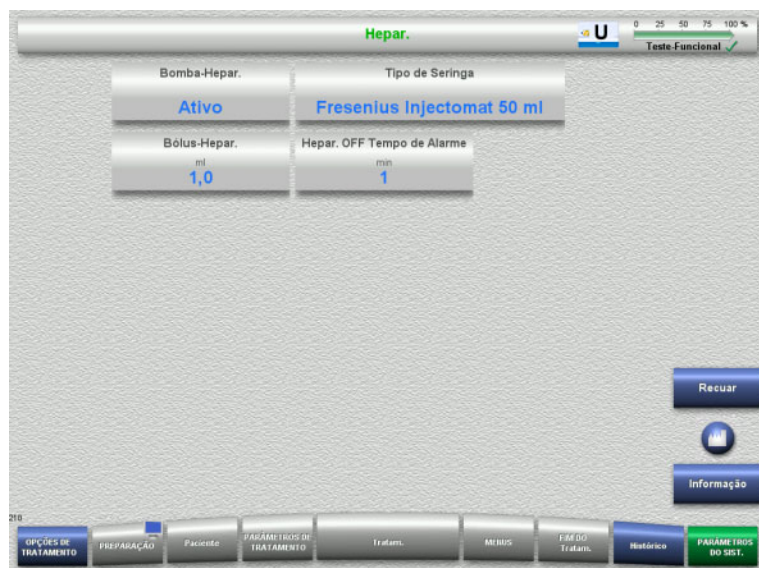 Hepar.
U
0 25 50 75 100 %
Teste-Funcional
Bomba-Hepar.
Ativo
Tipo de Seringa
Fresenius Injectomat 50 ml
Bólus-Hepar.
ml
1,0
Hepar. OFF Tempo de Alarme
min
1
Recuar
Informação
210
OPÇÕES DE
TRATAMENTO
PREPARAÇÃO
Paciente
PARÂMETROS DE
TRATAMENTO
Tratam.
MENUS
FIM DO
Tratam.
Histórico
PARÂMETROS
DO SIST.